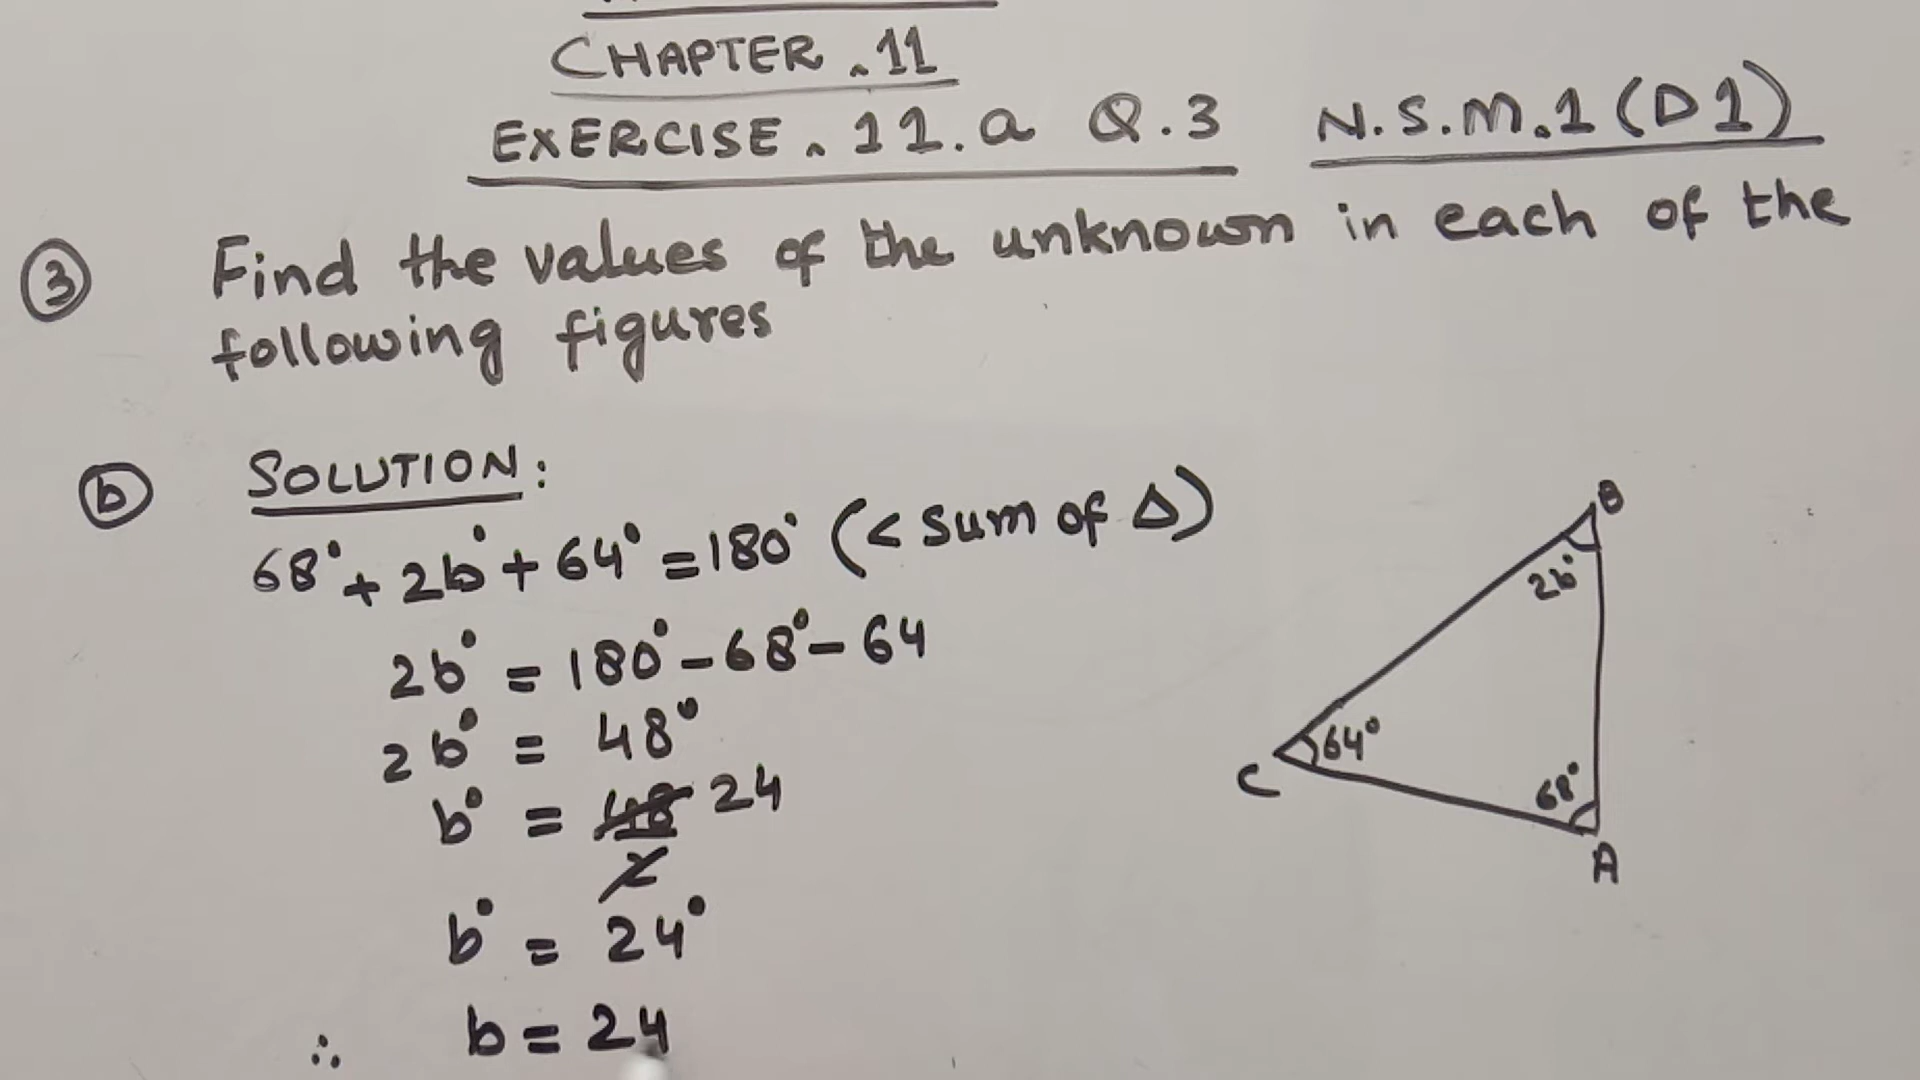 CHAPTER.11
EXERCISE.11.a Q.3 N.S.M.1(D1)
③ Find the values of the unknown in each of the
following figures
ⓑ SOLUTION:
68°+2b°+64°=180° (< Sum of Δ)
2b° = 180°-68°-64
2b° = 48°
b° = 48 24
2
b° = 24°
∴ b = 24
B
2b°
64°
C
68°
A